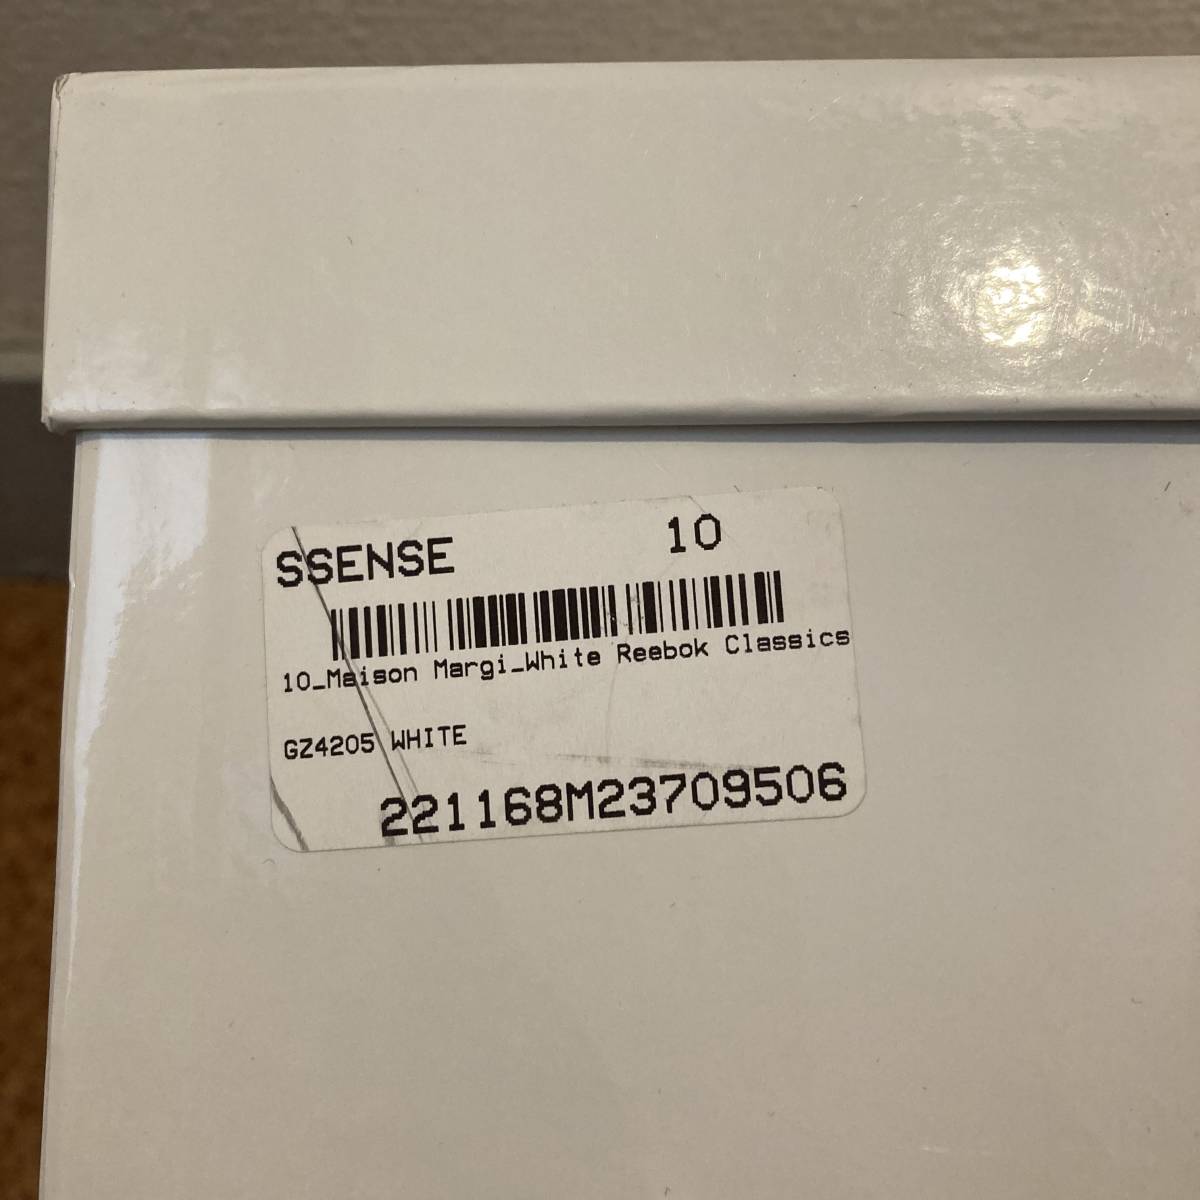 SSENSE 10
10_Maison Margi_White Reebok Classics
GZ4205 WHITE
221168M23709506